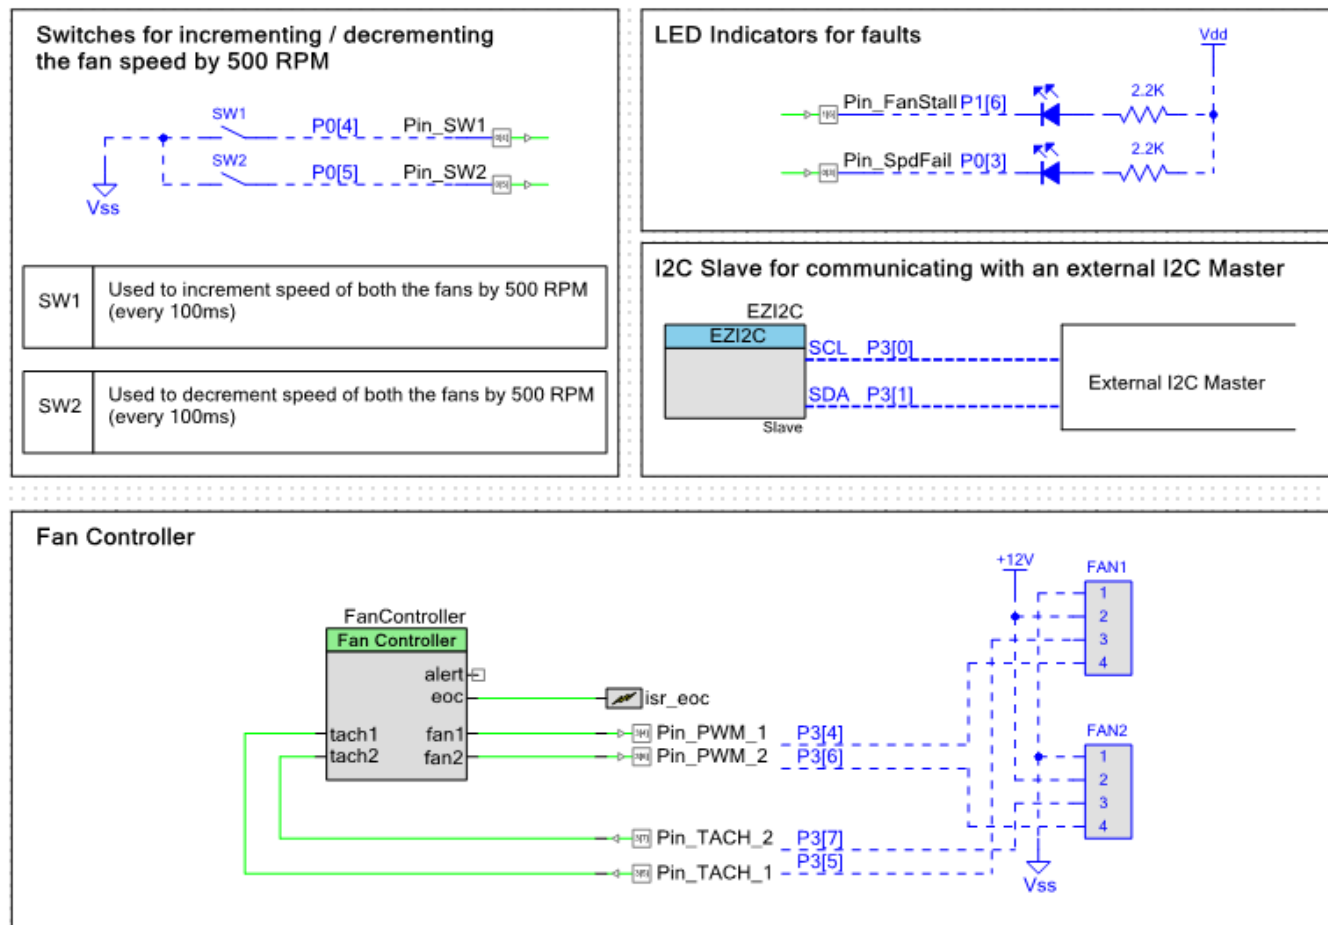 Switches for incrementing / decrementing
the fan speed by 500 RPM
SW1
P0[4]
Pin_SW1
SW2
P0[5]
Pin_SW2
Vss
SW1
Used to increment speed of both the fans by 500 RPM
(every 100ms)
SW2
Used to decrement speed of both the fans by 500 RPM
(every 100ms)
LED Indicators for faults
Vdd
Pin_FanStall P1[6]
2.2K
Pin_SpdFail P0[3]
2.2K
I2C Slave for communicating with an external I2C Master
EZI2C
EZI2C
SCL P3[0]
SDA P3[1]
Slave
External I2C Master
Fan Controller
FanController
Fan Controller
alert
eoc
tach1
fan1
tach2
fan2
isr_eoc
Pin_PWM_1 P3[4]
Pin_PWM_2 P3[6]
Pin_TACH_2 P3[7]
Pin_TACH_1 P3[5]
+12V
FAN1
1
2
3
4
FAN2
1
2
3
4
Vss